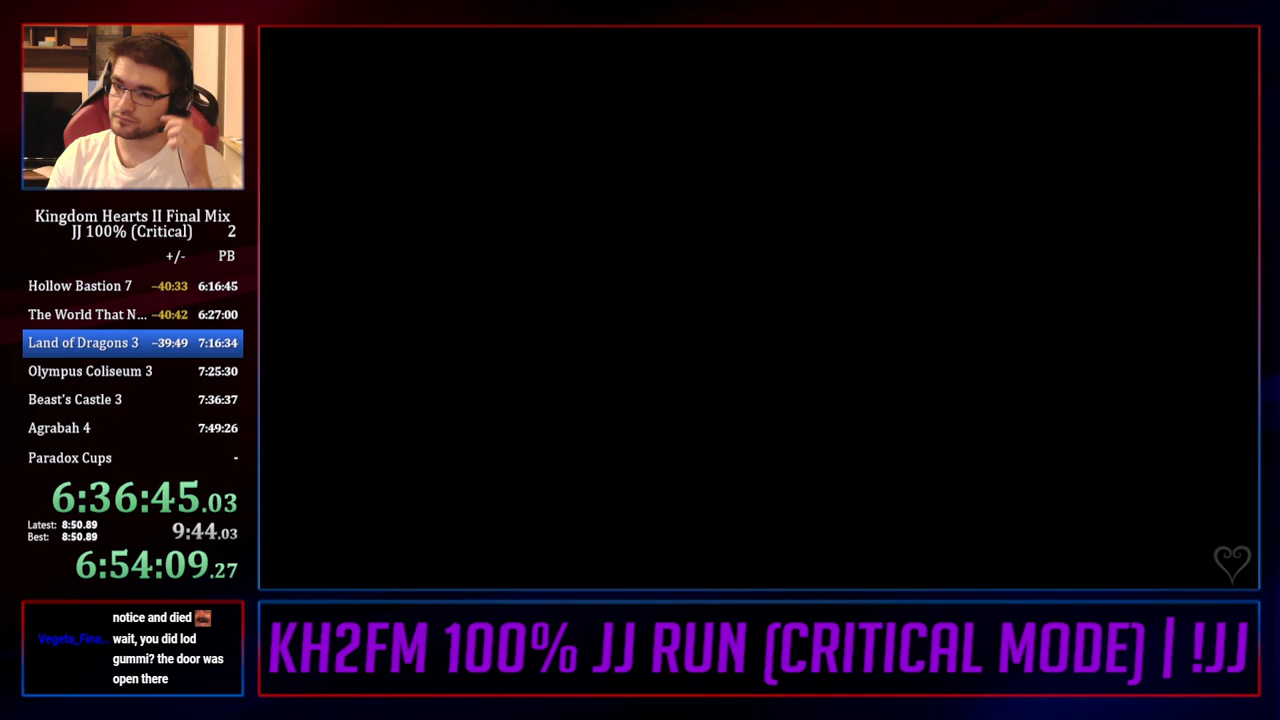 Kingdom Hearts II Final Mix
JJ 100% (Critical) 2
+/- PB
Hollow Bastion 7 −40:33 6:16:45
The World That N... −40:42 6:27:00
Land of Dragons 3 −39:49 7:16:34
Olympus Coliseum 3 7:25:30
Beast's Castle 3 7:36:37
Agrabah 4 7:49:26
Paradox Cups -
6:36:45.03
Latest: 8:50.89
Best: 8:50.89
9:44.03
6:54:09.27
notice and died
Vegeta_Fina... wait, you did lod
gummi? the door was
open there
KH2FM 100% JJ RUN (CRITICAL MODE) | !JJ